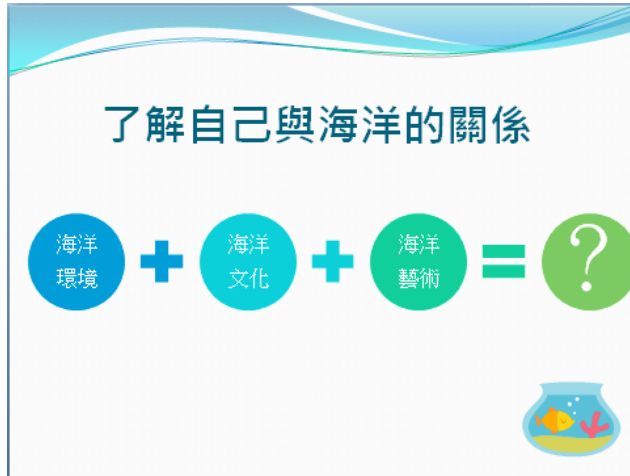 了解自己與海洋的關係
海洋
環境
+
海洋
文化
+
海洋
藝術
=
?